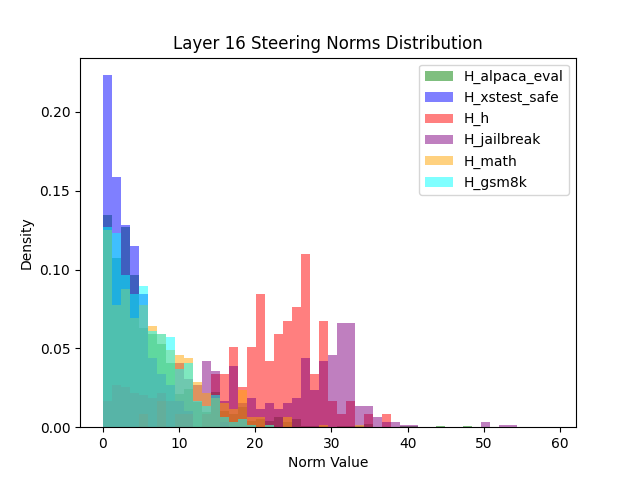 Layer 16 Steering Norms Distribution
H_alpaca_eval
H_xstest_safe
H_h
H_jailbreak
H_math
H_gsm8k
Density
0.20
0.15
0.10
0.05
0.00
0 10 20 30 40 50 60
Norm Value